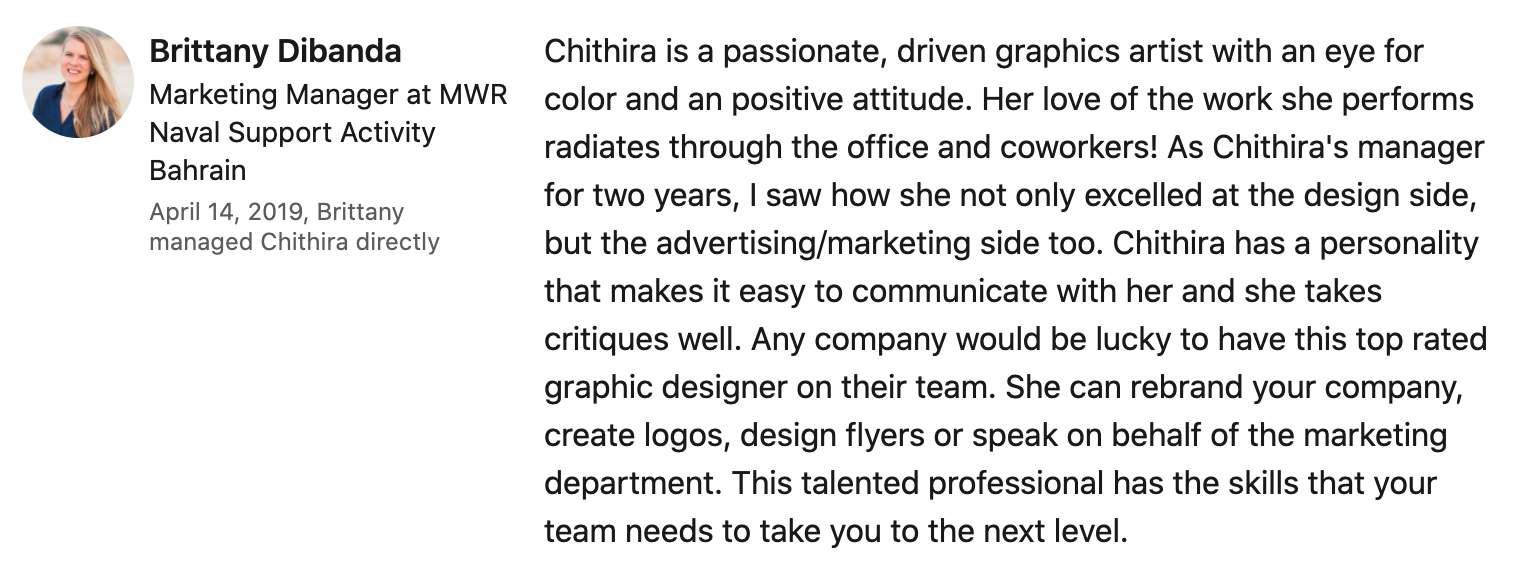 Brittany Dibanda
Marketing Manager at MWR
Naval Support Activity
Bahrain
April 14, 2019, Brittany
managed Chithira directly
Chithira is a passionate, driven graphics artist with an eye for
color and an positive attitude. Her love of the work she performs
radiates through the office and coworkers! As Chithira's manager
for two years, I saw how she not only excelled at the design side,
but the advertising/marketing side too. Chithira has a personality
that makes it easy to communicate with her and she takes
critiques well. Any company would be lucky to have this top rated
graphic designer on their team. She can rebrand your company,
create logos, design flyers or speak on behalf of the marketing
department. This talented professional has the skills that your
team needs to take you to the next level.